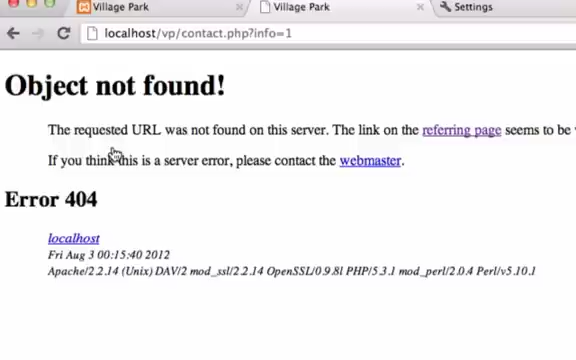 Village Park
Village Park
Settings
localhost/vp/contact.php?info=1
Object not found!
The requested URL was not found on this server. The link on the referring page seems to be
If you think this is a server error, please contact the webmaster.
Error 404
localhost
Fri Aug 3 00:15:40 2012
Apache/2.2.14 (Unix) DAV/2 mod_ssl/2.2.14 OpenSSL/0.9.8l PHP/5.3.1 mod_perl/2.0.4 Perl/v5.10.1